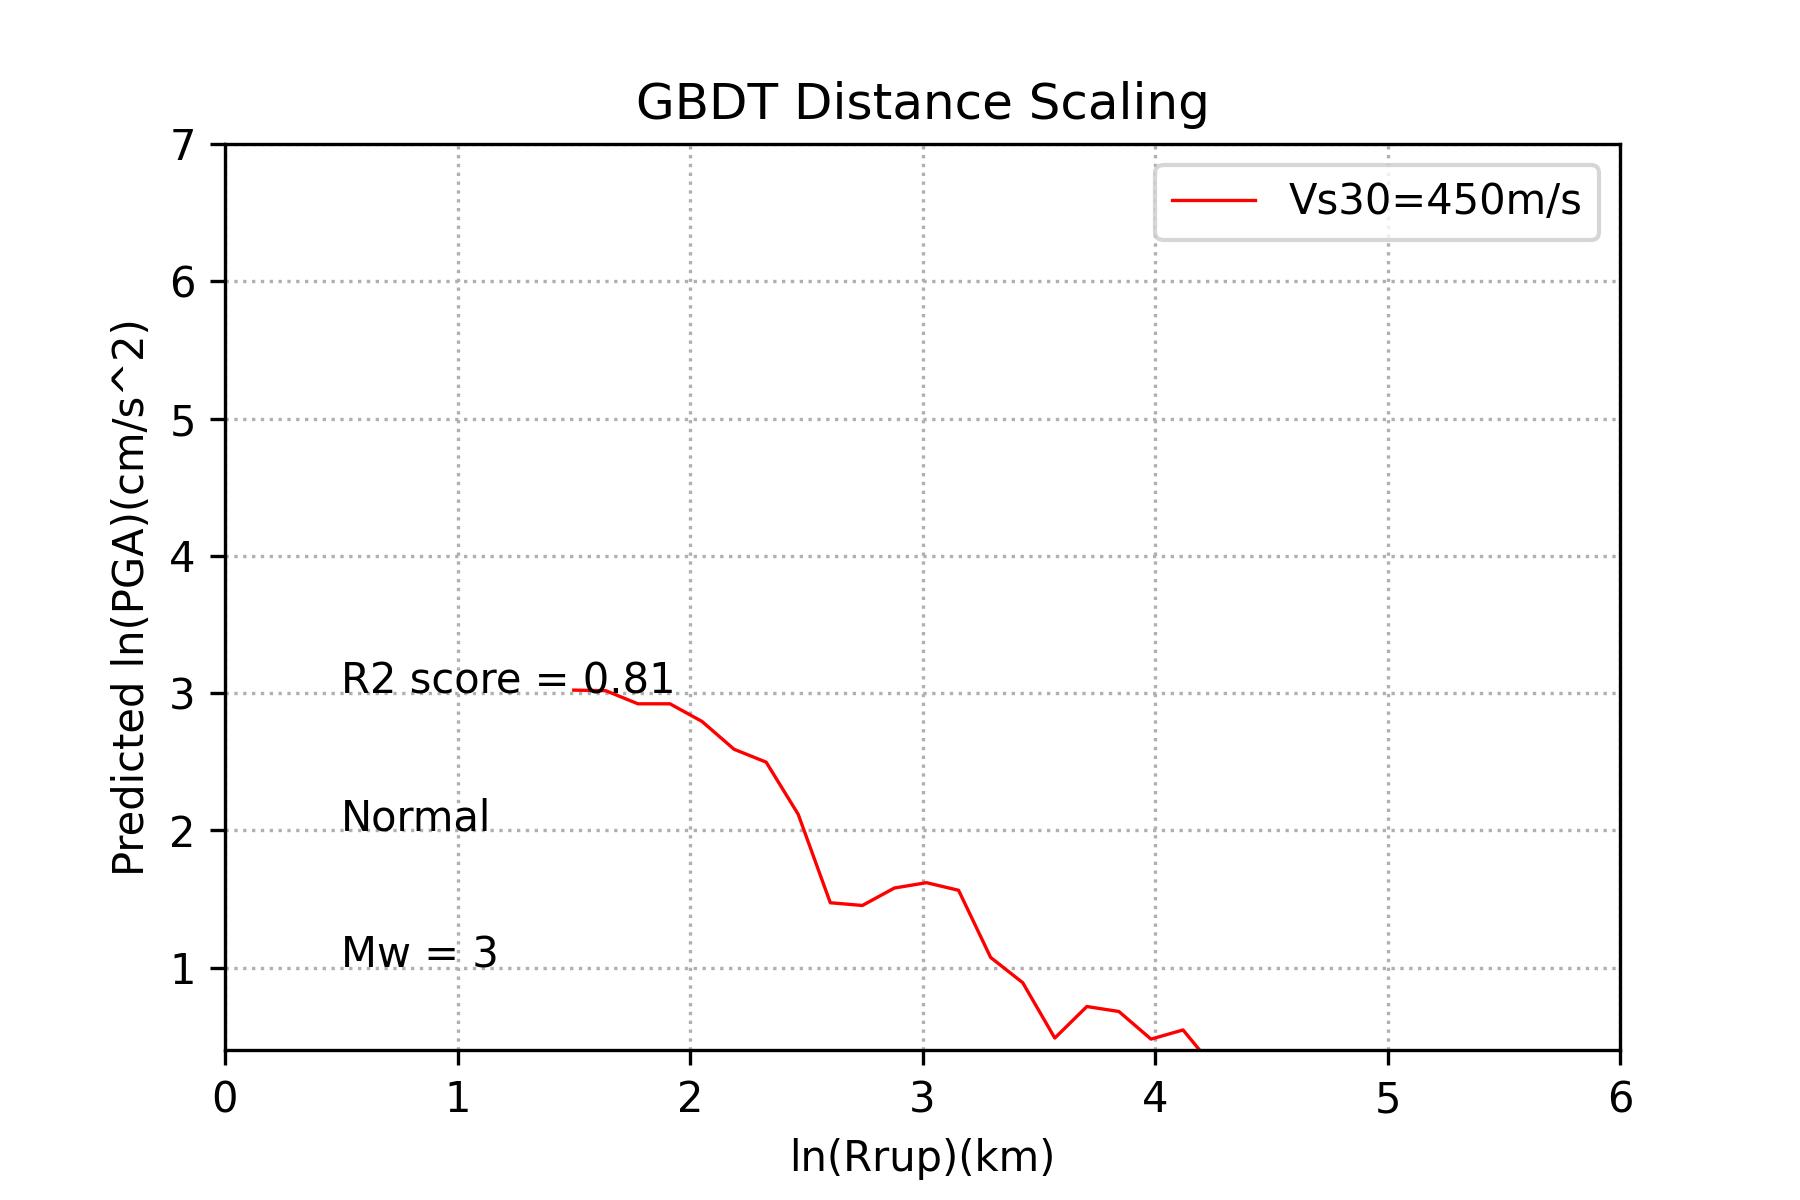 GBDT Distance Scaling
Predicted ln(PGA)(cm/s^2)
7
6
5
4
3
2
1
Vs30=450m/s
R2 score = 0.81
Normal
Mw = 3
0 1 2 3 4 5 6
ln(Rrup)(km)